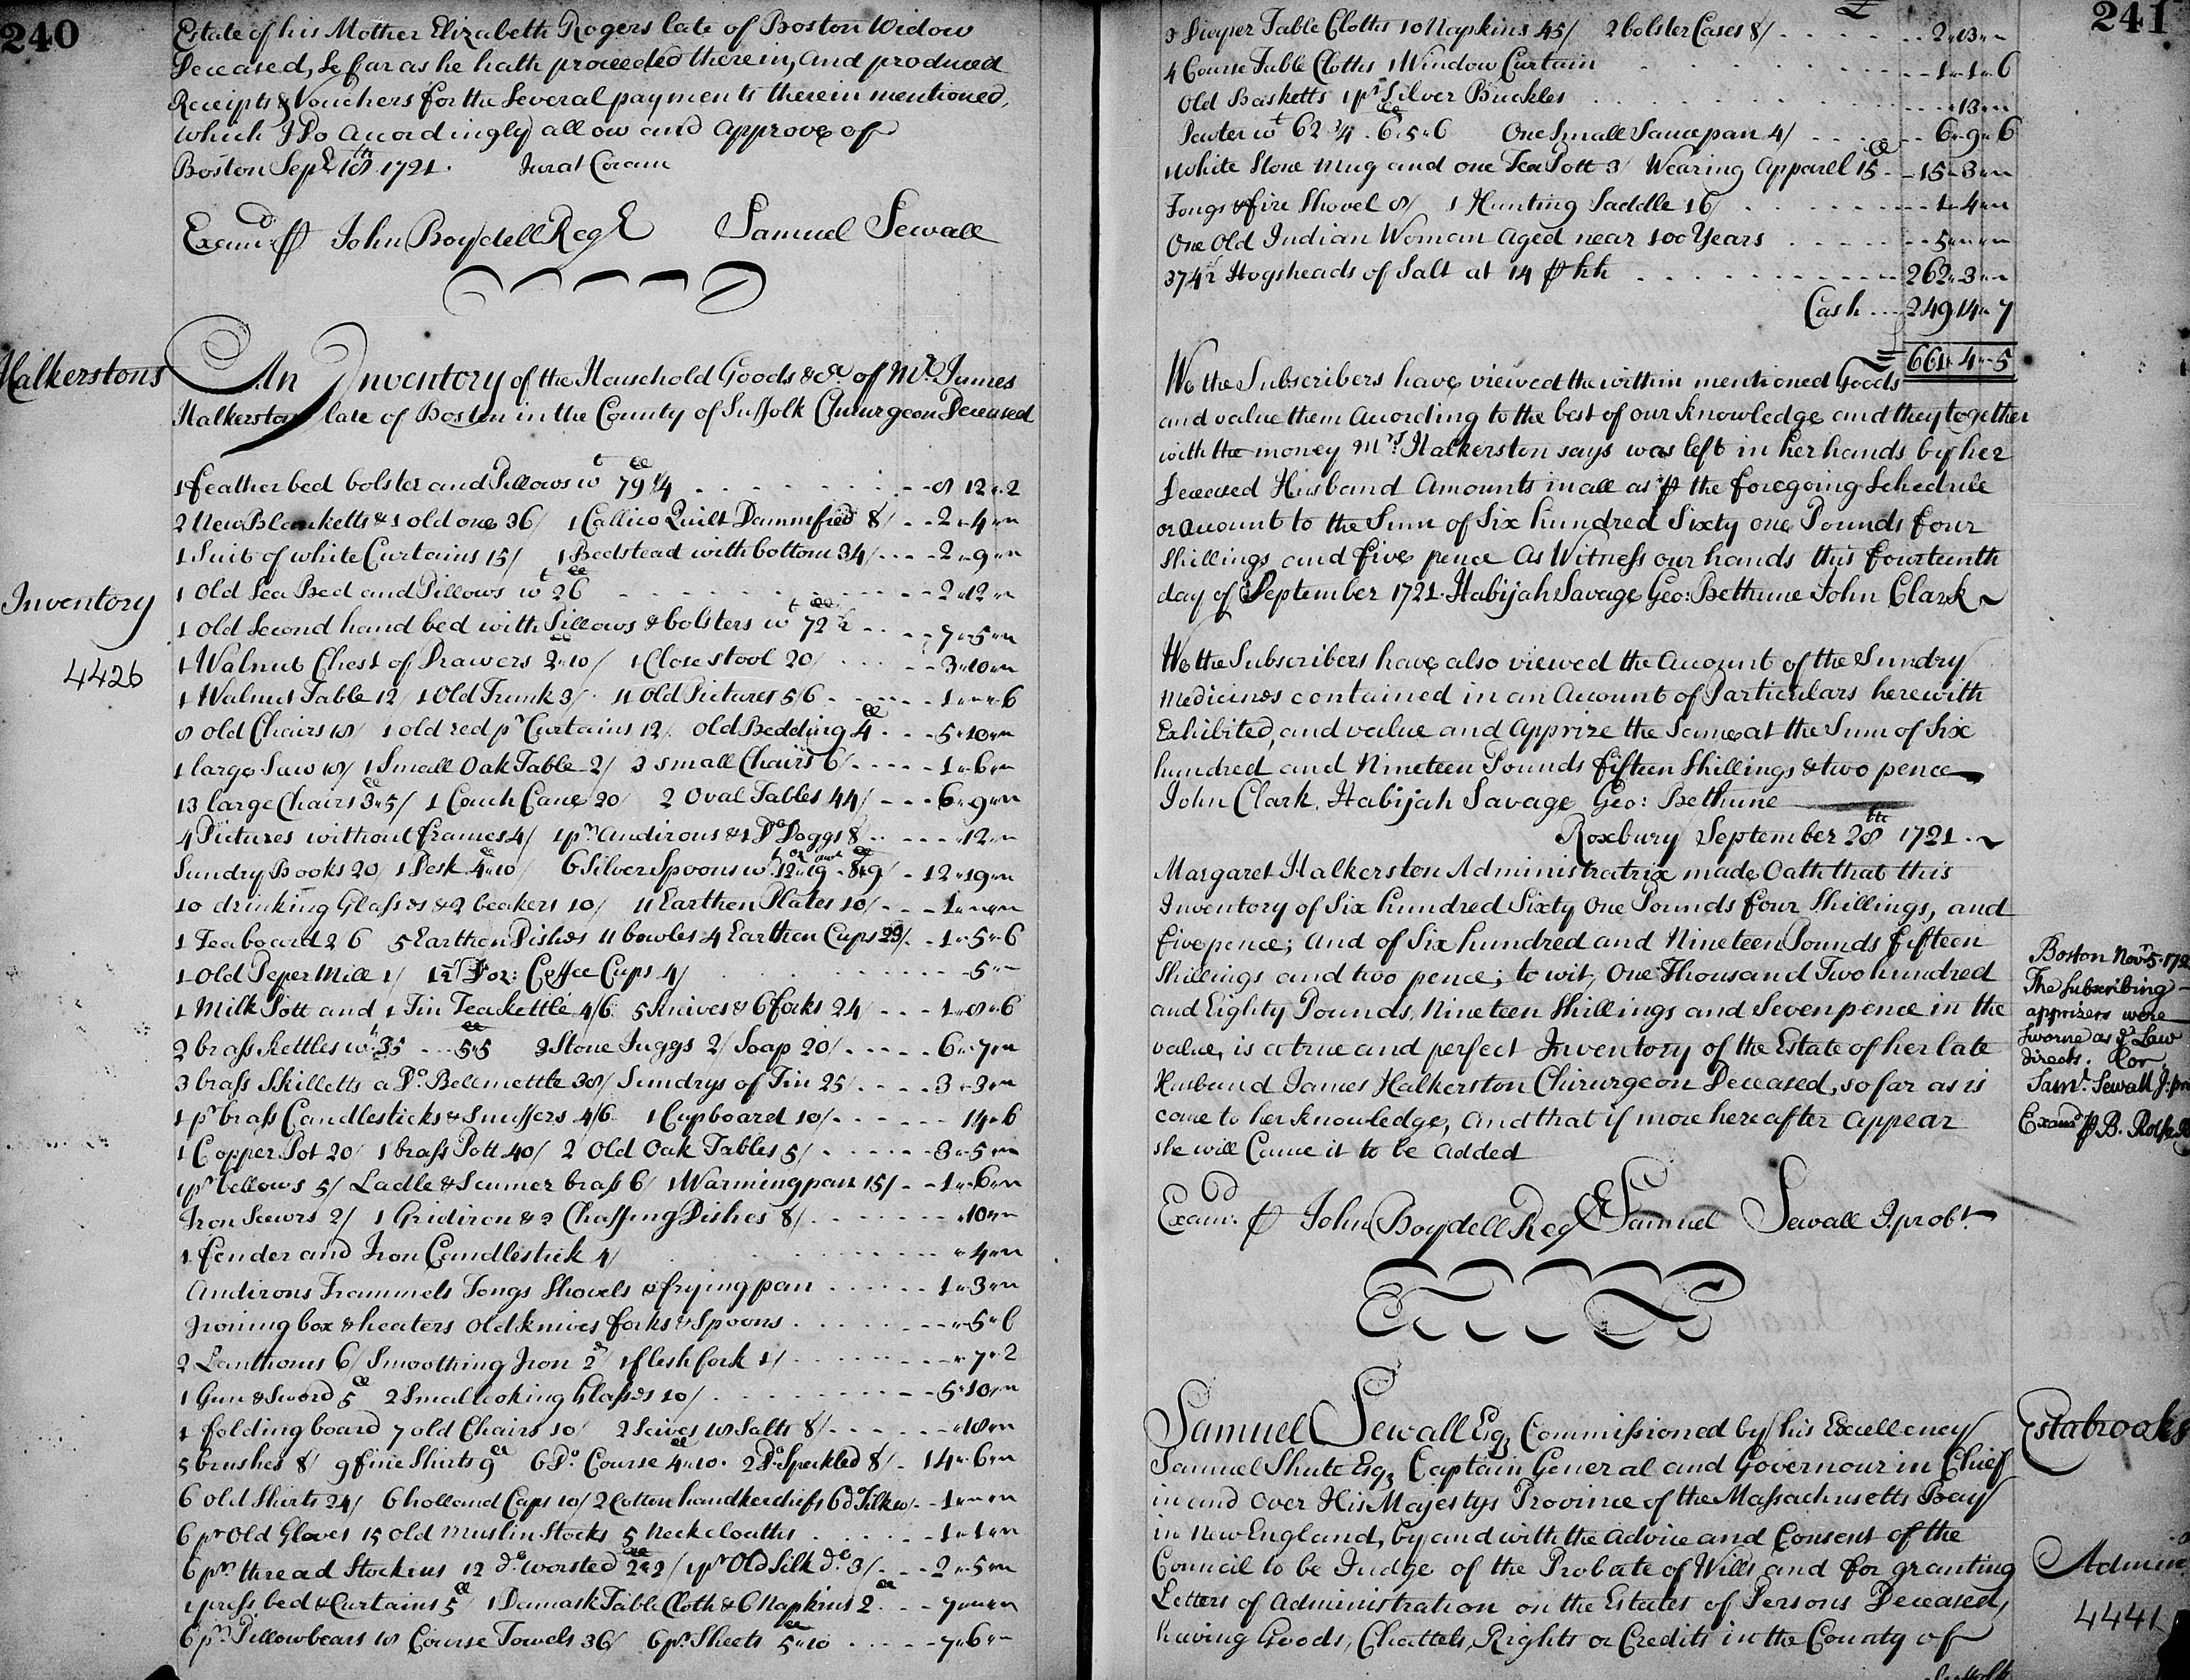 240
Estate of his Mother Elizabeth Rogers late of Boston Widow
Deceased, So far as he hath proceeded therein, and produced
Receipts & Vouchers for the Several payments therein mentioned,
which I Do Accordingly allow and approve of
Boston Sept. 18th 1721. Jurat Coram
Examd. ⅌ John Boydell Regr Samuel Sewall
Halkerstons
An Inventory of the Household Goods &ca. of Mr. James
Halkerston late of Boston in the County of Suffolk Chirurgeon Deceased
1 feather bed bolster and Pillows wt 79 1/4 8 12 2
2 New Blanketts & 1 old one 36/ 1 Callico Quilt Damnified 8/ 2 4
1 Suit of white Curtains 15/ 1 Bedstead with bottom 34/ 2 9
Inventory
1 Old Sea Bed and Pillows wt 26 2 12
1 Old Second hand bed with Pillows & bolsters wt 72 1/2 7 5
4426
1 Walnut Chest of Drawers 2 10/ 1 Close stool 20/ 3 10
1 Walnut Table 12/ 1 Old Trunk 3/ 11 Old Pictures 5/6 1 6
8 old Chairs 18/ 1 old red pr Curtains 12/ old Bedding 4 5 10
1 large Saw 18/ 1 Small Oak Table 2/ 3 small Chairs 6/ 1 6
13 large Chairs 3 5/ 1 Couch Cane 20/ 2 Oval Tables 44/ 6 9
4 Pictures without frames 4/ 1 pr. andirons & 1 Do Doggs 8 12
Sundry Books 20/ 1 Desk 4 10/ 6 Silver Spoons wt. 12 19 8 9/ 12 19
10 drinking Glasses & 2 beakers 10/ 11 Earthen Plates 10/ 1
1 Teaboard 2/6 5 Earthen Dishes 11 bowles 4 Earthen Cups 23/ 1 5 6
1 Old Peper Mill 1/ 1 1/2 Doz: Coffee Cups 4/ 5
1 Milk Pott and 1 Tin Teakettle 4/6 5 Knives & 6 forks 24/ 1 8 6
2 brass Kettles wt. 35 5 5 3 Stone Juggs 2/ Soap 20/ 6 7
3 brass Skilletts a Do. Bellmettle 38/ Sundrys of Tin 25/ 3 3
1 pr brass Candlesticks & Snuffers 4/6 1 Cupboard 10/ 14 6
1 Copper Pot 20/ 1 brass Pott 40/ 2 Old Oak Tables 5/ 3 5
1 pr bellows 5/ Ladle & Scumer brass 6/ 1 Warmingpan 15/ 1 6
Iron Scewrs 2/ 1 Gridiron & 2 Chaffing Dishes 8/ 10
1 fender and Iron Candlestick 4/ 4
Andirons Trammels Tongs Shovels & frying pan 1 3
Ironing box & heaters old knives forks & Spoons 5 6
2 Lanthorns 6/ Smoothing Iron 2d 1 flesh fork 1/ 7 2
1 Gun & Sword 5 2 Small looking Glasses 10/ 5 10
1 folding board 7 old Chairs 10/ 2 Seives 18 Salts 8/ 18
5 brushes 8/ 9 fine Shirts 9 6 Do. Course 4 10 2 Do. Speckled 8/ 14 6
6 old Shirts 24/ 6 holland Caps 10/ 2 Cotton handkerchiefs 6 do Silk 1
6 pr Old Gloves 15 old Muslin Stocks 5 Neckcloaths 1 1
6 pr. thread Stockins 12 do. worsted 2 2/ 1 pr Old Silk do. 3/ 2 5
1 press bed & Curtains 5 1 Damask Table Cloth & 6 Napkins 2 7
6 pr. Pillowbears 18 Course Towels 36/ 6 pr. Sheets 5 10 7 6
241
3 Dieper Table Cloths 10 Napkins 45/ 2 bolster Cases 8/ 2 13
4 Course Table Cloths 1 Window Curtain 1 1 6
Old Basketts 1 pr Silver Buckles 13
Pewter wt 62 3/4 6 5 6 One Small Saucepan 4/ 6 9 6
1 White Stone Mug and one Tea Pott 3/ Wearing Apparel 15 15 3
Tongs & fire Shovel 8/ 1 Hunting Saddle 16/ 1 4
One Old Indian Woman Aged near 100 Years 5
374 1/2 Hogsheads of Salt at 14 ⅌ hh 262 3
Cash 249 14 7
661 4 5
We the Subscribers have viewed the within mentioned Goods
and value them According to the best of our knowledge and they together
with the money Mrs. Halkerston says was left in her hands by her
Deceased Husband Amounts in all as ⅌ the foregoing Schedule
or account to the Sum of Six hundred Sixty one Pounds four
Shillings and five pence As Witness our hands this fourteenth
day of September 1721. Habijah Savage Geo: Bethune John Clark
We the Subscribers have also viewed the Account of the Sundry
Medicines contained in an Account of Particulars herewith
Exhibited, and value and Apprize the Same at the Sum of Six
hundred and Nineteen Pounds fifteen Shillings & two pence
John Clark. Habijah Savage Geo: Bethune
Roxbury September 28th 1721.
Margaret Halkerston Administratrix made Oath that this
Inventory of Six hundred Sixty One Pounds four Shillings, and
five pence; And of Six hundred and Nineteen Pounds fifteen
Shillings and two pence; to wit, One Thousand Two hundred
and Eighty Pounds, Nineteen Shillings and Seven pence in the
value, is a true and perfect Inventory of the Estate of her late
Husband James Halkerston Chirurgeon Deceased, so far as is
come to her knowledge, And that if more hereafter Appear
she will Cause it to be Added
Examd. ⅌ John Boydell Regr Samuel Sewall J. probt.
Boston Novr. 5. 172
The Subscribing
apprizers were
Sworne as ye Law
directs. Cor
Saml. Sewall J. pro
Examd ⅌ B. Rolfe R
Samuel Sewall Esqr, Commissioned by his Excellency
Samuel Shute Esqr, Captain General and Governour in Chief
in and Over His Majestys Province of the Massachusetts Bay
in New England, by and with the Advice and Consent of the
Council to be Judge of the Probate of Wills and for granting
Letters of Administration on the Estates of Persons Deceased,
having Goods, Chattels, Rights or Credits in the County of
Suffolk
Estabrooks
Admin
4441